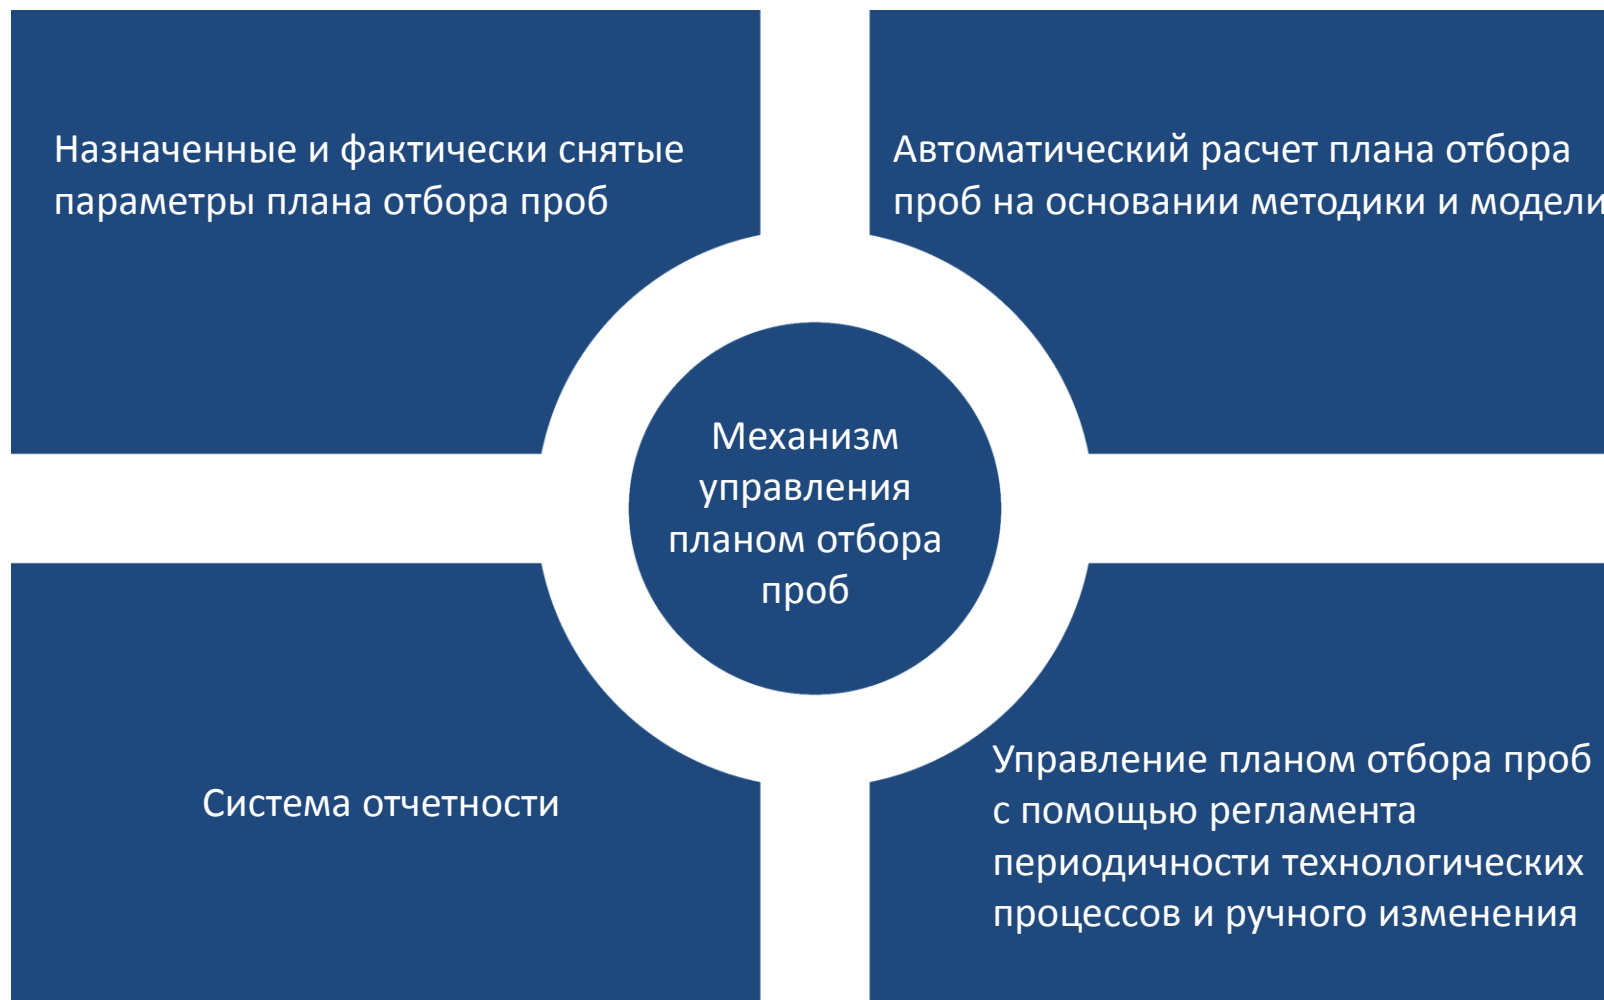 Назначенные и фактически снятые
параметры плана отбора проб
Автоматический расчет плана отбора
проб на основании методики и модели
Механизм
управления
планом отбора
проб
Система отчетности
Управление планом отбора проб
с помощью регламента
периодичности технологических
процессов и ручного изменения